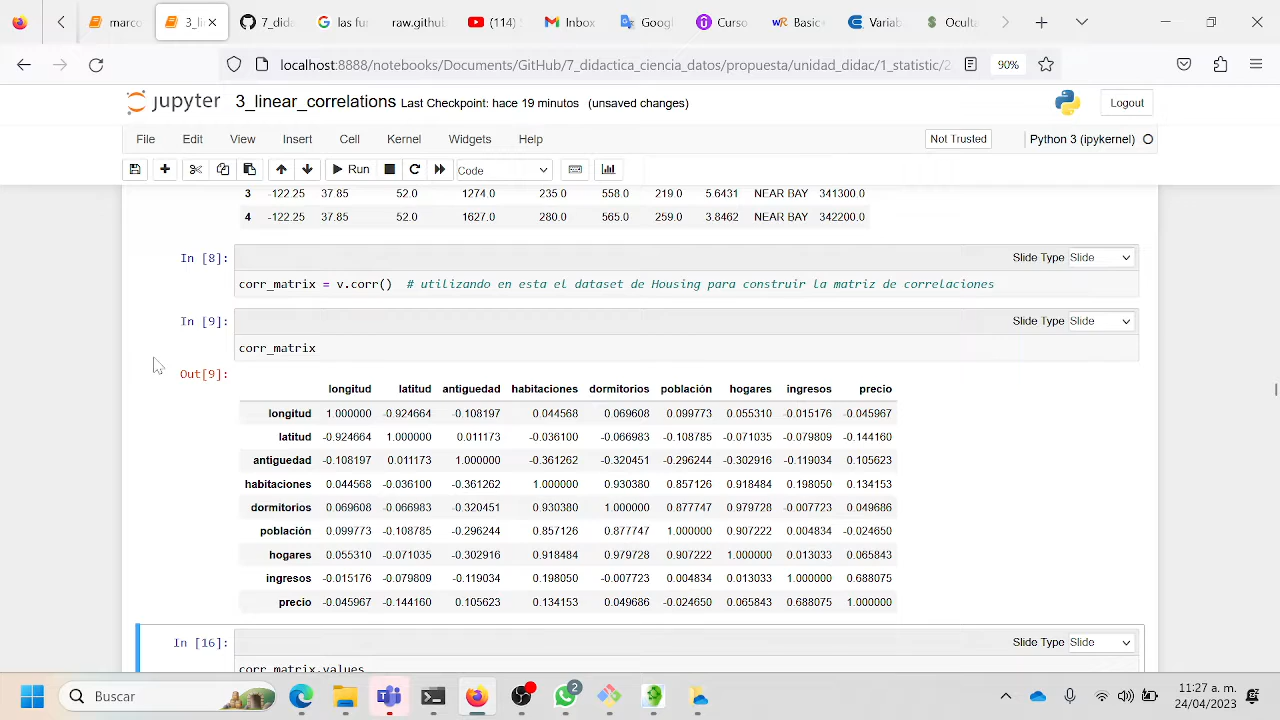 marco
3_lin
7_dida
las fu
raw.githul
(114)
Inbox
Googl
Curso
Basic
Variab
Oculta
localhost:8888/notebooks/Documents/GitHub/7_didactica_ciencia_datos/propuesta/unidad_didac/1_statistic/2
90%
jupyter 3_linear_correlations Last Checkpoint: hace 19 minutos (unsaved changes)
Logout
File Edit View Insert Cell Kernel Widgets Help
Not Trusted
Python 3 (ipykernel)
Run
Code
3 -122.25 37.85 52.0 1274.0 235.0 558.0 219.0 5.6431 NEAR BAY 341300.0
4 -122.25 37.85 52.0 1627.0 280.0 565.0 259.0 3.8462 NEAR BAY 342200.0
In [8]:
Slide Type Slide
corr_matrix = v.corr() # utilizando en esta el dataset de Housing para construir la matriz de correlaciones
In [9]:
Slide Type Slide
corr_matrix
Out[9]:
longitud latitud antiguedad habitaciones dormitorios población hogares ingresos precio
longitud 1.000000 -0.924664 -0.108197 0.044568 0.069608 0.099773 0.055310 -0.015176 -0.045967
latitud -0.924664 1.000000 0.011173 -0.036100 -0.066983 -0.108785 -0.071035 -0.079809 -0.144160
antiguedad -0.108197 0.011173 1.000000 -0.361262 -0.320451 -0.296244 -0.302916 -0.119034 0.105623
habitaciones 0.044568 -0.036100 -0.361262 1.000000 0.930380 0.857126 0.918484 0.198050 0.134153
dormitorios 0.069608 -0.066983 -0.320451 0.930380 1.000000 0.877747 0.979728 -0.007723 0.049686
población 0.099773 -0.108785 -0.296244 0.857126 0.877747 1.000000 0.907222 0.004834 -0.024650
hogares 0.055310 -0.071035 -0.302916 0.918484 0.979728 0.907222 1.000000 0.013033 0.065843
ingresos -0.015176 -0.079809 -0.119034 0.198050 -0.007723 0.004834 0.013033 1.000000 0.688075
precio -0.045967 -0.144160 0.105623 0.134153 0.049686 -0.024650 0.065843 0.688075 1.000000
In [16]:
Slide Type Slide
corr_matrix.values
Buscar
2
11:27 a. m.
24/04/2023